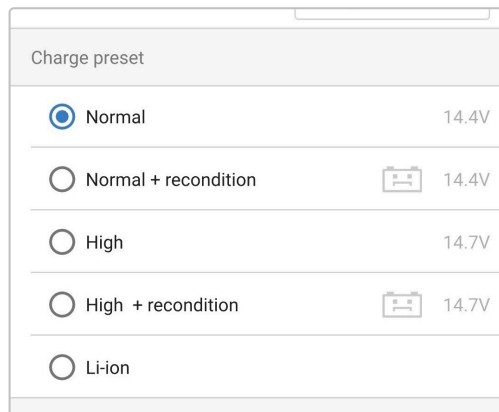 Charge preset
Normal 14.4V
Normal + recondition 14.4V
High 14.7V
High + recondition 14.7V
Li-ion